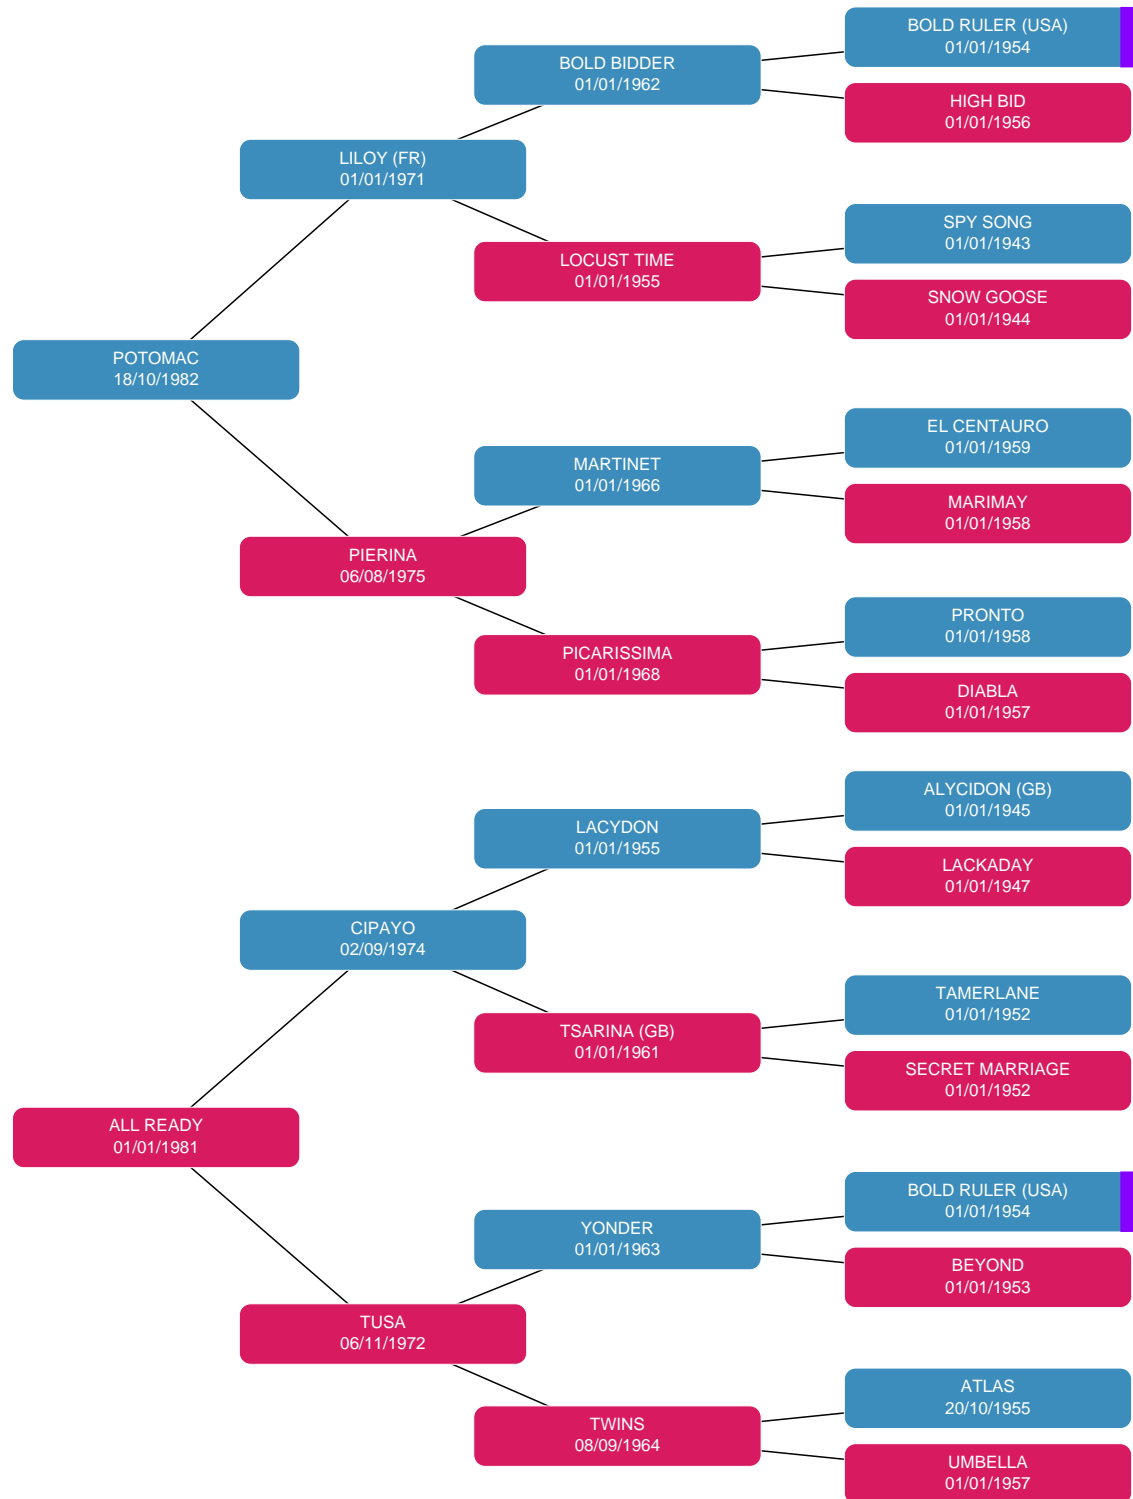 BOLD RULER (USA)
01/01/1954
BOLD BIDDER
01/01/1962
HIGH BID
01/01/1956
LILOY (FR)
01/01/1971
SPY SONG
01/01/1943
LOCUST TIME
01/01/1955
SNOW GOOSE
01/01/1944
POTOMAC
18/10/1982
EL CENTAURO
01/01/1959
MARTINET
01/01/1966
MARIMAY
01/01/1958
PIERINA
06/08/1975
PRONTO
01/01/1958
PICARISSIMA
01/01/1968
DIABLA
01/01/1957
ALYCIDON (GB)
01/01/1945
LACYDON
01/01/1955
LACKADAY
01/01/1947
CIPAYO
02/09/1974
TAMERLANE
01/01/1952
TSARINA (GB)
01/01/1961
SECRET MARRIAGE
01/01/1952
ALL READY
01/01/1981
BOLD RULER (USA)
01/01/1954
YONDER
01/01/1963
BEYOND
01/01/1953
TUSA
06/11/1972
ATLAS
20/10/1955
TWINS
08/09/1964
UMBELLA
01/01/1957